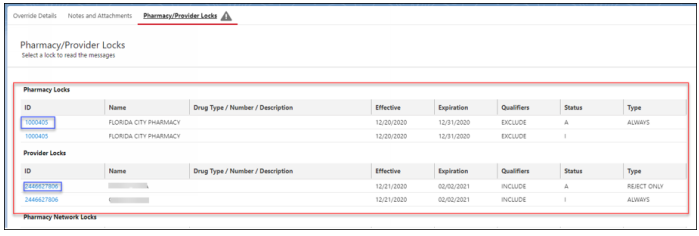 Override Details Notes and Attachments Pharmacy/Provider Locks
Pharmacy/Provider Locks
Select a lock to read the messages
Pharmacy Locks
ID Name Drug Type / Number / Description Effective Expiration Qualifiers Status Type
1000405 FLORIDA CITY PHARMACY 12/20/2020 12/31/2020 EXCLUDE A ALWAYS
1000405 FLORIDA CITY PHARMACY 12/20/2020 12/31/2020 EXCLUDE I
Provider Locks
ID Name Drug Type / Number / Description Effective Expiration Qualifiers Status Type
2446627806 12/21/2020 02/02/2021 INCLUDE A REJECT ONLY
2446627806 12/21/2020 02/02/2021 INCLUDE I ALWAYS
Pharmacy Network Locks